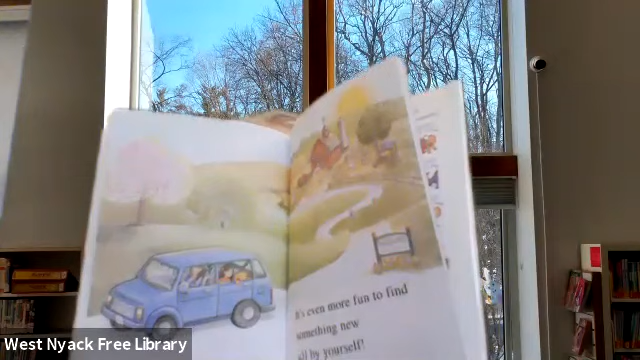 It's even more fun to find
something new
all by yourself!
West Nyack Free Library